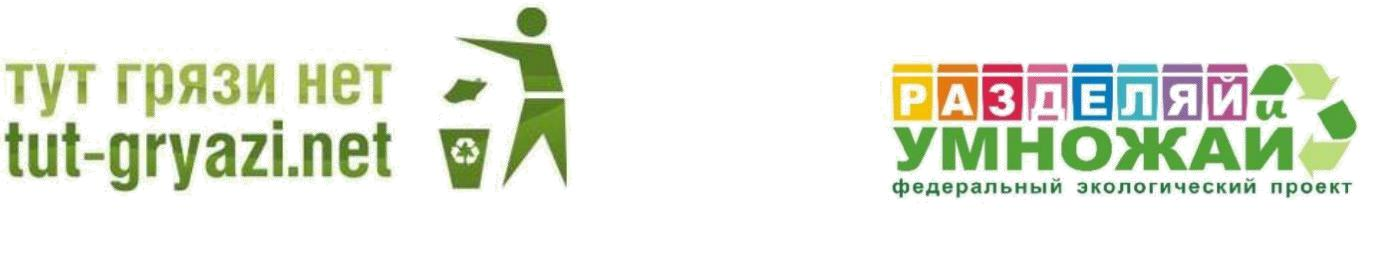 тут грязи нет
tut-gryazi.net
РАЗДЕЛЯЙ и
УМНОЖАЙ
федеральный экологический проект